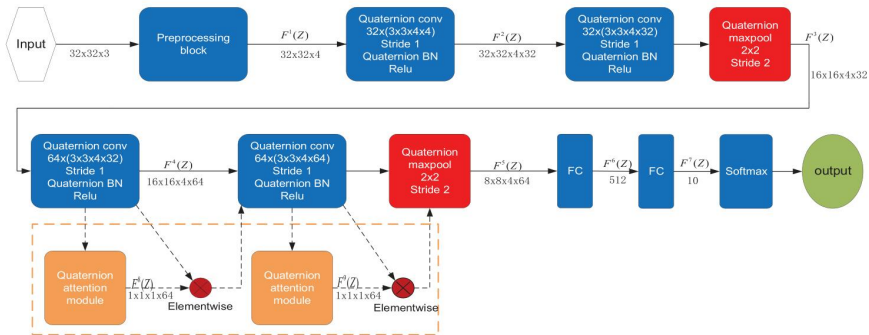 Input
32x32x3
Preprocessing
block
F¹(Z)
32x32x4
Quaternion conv
32x(3x3x4x4)
Stride 1
Quaternion BN
Relu
F²(Z)
32x32x4x32
Quaternion conv
32x(3x3x4x32)
Stride 1
Quaternion BN
Relu
Quaternion
maxpool
2x2
Stride 2
F³(Z)
16x16x4x32
Quaternion conv
64x(3x3x4x32)
Stride 1
Quaternion BN
Relu
F⁴(Z)
16x16x4x64
Quaternion conv
64x(3x3x4x64)
Stride 1
Quaternion BN
Relu
Quaternion
maxpool
2x2
Stride 2
F⁵(Z)
8x8x4x64
FC
F⁶(Z)
512
FC
F⁷(Z)
10
Softmax
output
Quaternion
attention
module
F⁸(Z)
1x1x1x64
Elementwise
Quaternion
attention
module
F⁹(Z)
1x1x1x64
Elementwise